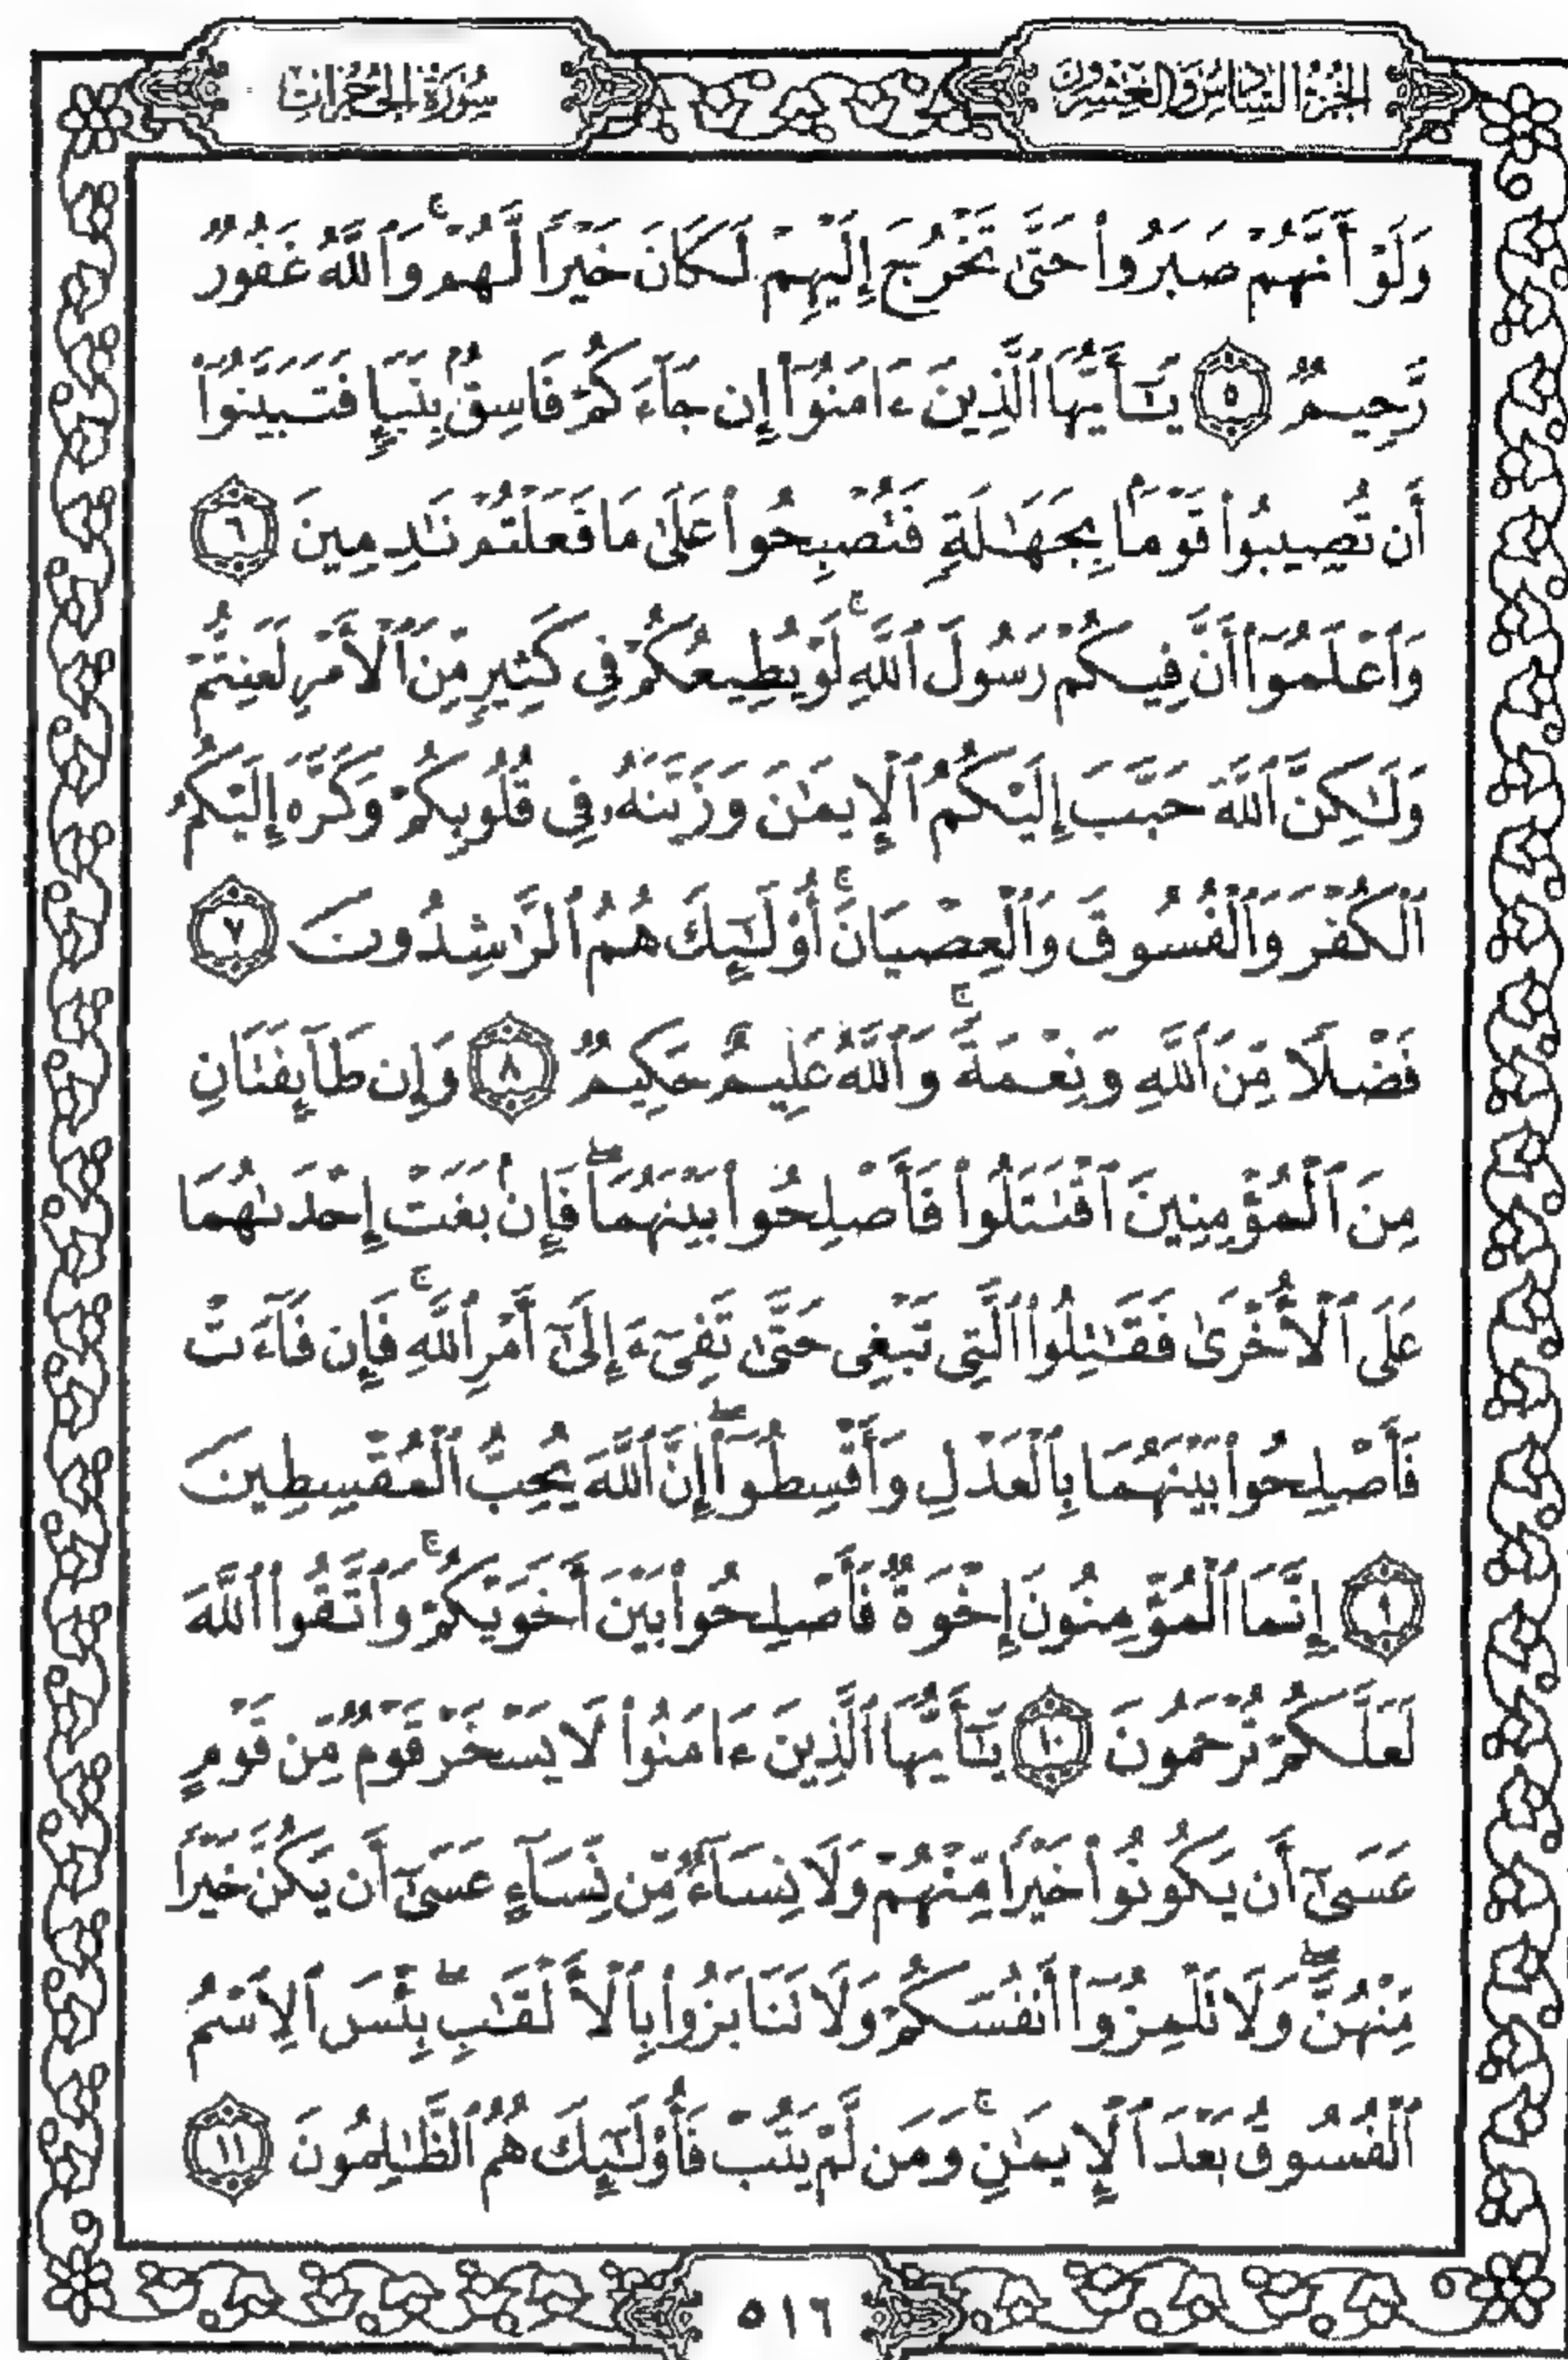 الجزء السادس والعشرون
سورة الحجرات
وَلَوْ أَنَّهُمْ صَبَرُوا۟ حَتَّىٰ تَخْرُجَ إِلَيْهِمْ لَكَانَ خَيْرًا لَّهُمْ ۚ وَٱللَّهُ غَفُورٌ
رَّحِيمٌ ٥ يَـٰٓأَيُّهَا ٱلَّذِينَ ءَامَنُوٓا۟ إِن جَآءَكُمْ فَاسِقٌۢ بِنَبَإٍ فَتَبَيَّنُوٓا۟
أَن تُصِيبُوا۟ قَوْمًۢا بِجَهَـٰلَةٍ فَتُصْبِحُوا۟ عَلَىٰ مَا فَعَلْتُمْ نَـٰدِمِينَ ٦
وَٱعْلَمُوٓا۟ أَنَّ فِيكُمْ رَسُولَ ٱللَّهِ ۚ لَوْ يُطِيعُكُمْ فِى كَثِيرٍ مِّنَ ٱلْأَمْرِ لَعَنِتُّمْ
وَلَـٰكِنَّ ٱللَّهَ حَبَّبَ إِلَيْكُمُ ٱلْإِيمَـٰنَ وَزَيَّنَهُۥ فِى قُلُوبِكُمْ وَكَرَّهَ إِلَيْكُمُ
ٱلْكُفْرَ وَٱلْفُسُوقَ وَٱلْعِصْيَانَ ۚ أُو۟لَـٰٓئِكَ هُمُ ٱلرَّٰشِدُونَ ٧
فَضْلًا مِّنَ ٱللَّهِ وَنِعْمَةً ۚ وَٱللَّهُ عَلِيمٌ حَكِيمٌ ٨ وَإِن طَآئِفَتَانِ
مِنَ ٱلْمُؤْمِنِينَ ٱقْتَتَلُوا۟ فَأَصْلِحُوا۟ بَيْنَهُمَا ۖ فَإِنۢ بَغَتْ إِحْدَىٰهُمَا
عَلَى ٱلْأُخْرَىٰ فَقَـٰتِلُوا۟ ٱلَّتِى تَبْغِى حَتَّىٰ تَفِىٓءَ إِلَىٰٓ أَمْرِ ٱللَّهِ ۚ فَإِن فَآءَتْ
فَأَصْلِحُوا۟ بَيْنَهُمَا بِٱلْعَدْلِ وَأَقْسِطُوٓا۟ ۖ إِنَّ ٱللَّهَ يُحِبُّ ٱلْمُقْسِطِينَ
٩ إِنَّمَا ٱلْمُؤْمِنُونَ إِخْوَةٌ فَأَصْلِحُوا۟ بَيْنَ أَخَوَيْكُمْ ۚ وَٱتَّقُوا۟ ٱللَّهَ
لَعَلَّكُمْ تُرْحَمُونَ ١٠ يَـٰٓأَيُّهَا ٱلَّذِينَ ءَامَنُوا۟ لَا يَسْخَرْ قَوْمٌ مِّن قَوْمٍ
عَسَىٰٓ أَن يَكُونُوا۟ خَيْرًا مِّنْهُمْ وَلَا نِسَآءٌ مِّن نِّسَآءٍ عَسَىٰٓ أَن يَكُنَّ خَيْرًا
مِّنْهُنَّ ۖ وَلَا تَلْمِزُوٓا۟ أَنفُسَكُمْ وَلَا تَنَابَزُوا۟ بِٱلْأَلْقَـٰبِ ۖ بِئْسَ ٱلِٱسْمُ
ٱلْفُسُوقُ بَعْدَ ٱلْإِيمَـٰنِ ۚ وَمَن لَّمْ يَتُبْ فَأُو۟لَـٰٓئِكَ هُمُ ٱلظَّـٰلِمُونَ ١١
٥١٦